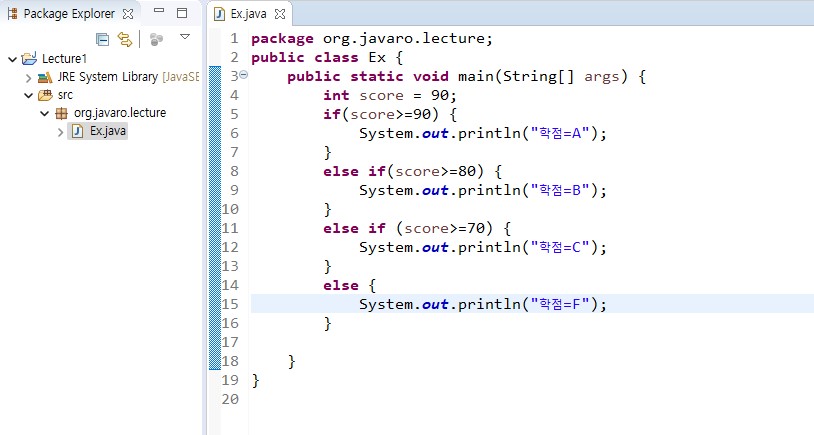 Package Explorer
Lecture1
JRE System Library [JavaSE
src
org.javaro.lecture
Ex.java
Ex.java
1 package org.javaro.lecture;
2 public class Ex {
3 public static void main(String[] args) {
4 int score = 90;
5 if(score>=90) {
6 System.out.println("학점=A");
7 }
8 else if(score>=80) {
9 System.out.println("학점=B");
10 }
11 else if (score>=70) {
12 System.out.println("학점=C");
13 }
14 else {
15 System.out.println("학점=F");
16 }
17
18 }
19 }
20